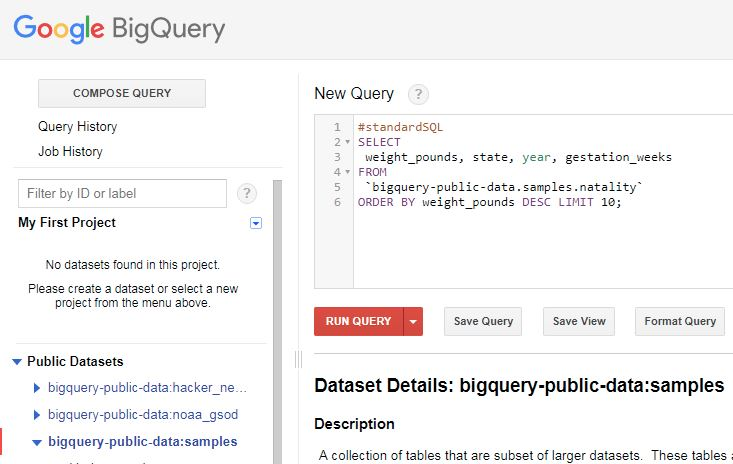 Google BigQuery
COMPOSE QUERY
Query History
Job History
Filter by ID or label
?
My First Project
No datasets found in this project.
Please create a dataset or select a new
project from the menu above.
Public Datasets
bigquery-public-data:hacker_ne...
bigquery-public-data:noaa_gsod
bigquery-public-data:samples
New Query ?
1 #standardSQL
2 SELECT
3 weight_pounds, state, year, gestation_weeks
4 FROM
5 `bigquery-public-data.samples.natality`
6 ORDER BY weight_pounds DESC LIMIT 10;
RUN QUERY Save Query Save View Format Query
Dataset Details: bigquery-public-data:samples
Description
A collection of tables that are subset of larger datasets. These tables